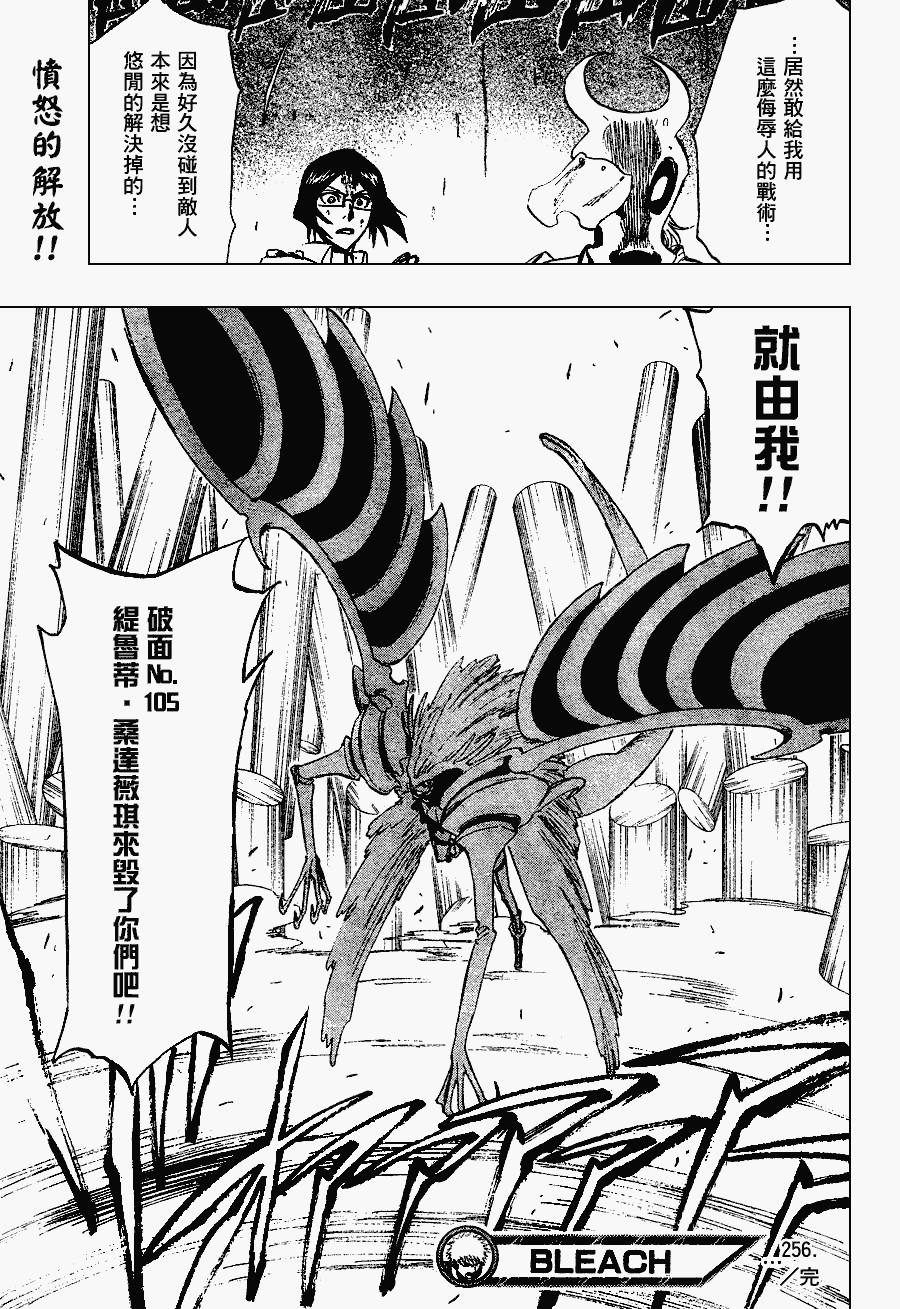 …居然敢給我用
這麼侮辱人的戰術…
因為好久沒碰到敵人
本來是想
悠閒的解決掉的…
憤怒的解放!!
就由我!!
破面No.105
緹魯蒂·桑達薇琪來毀了你們吧!!
BLEACH
…256.
/完